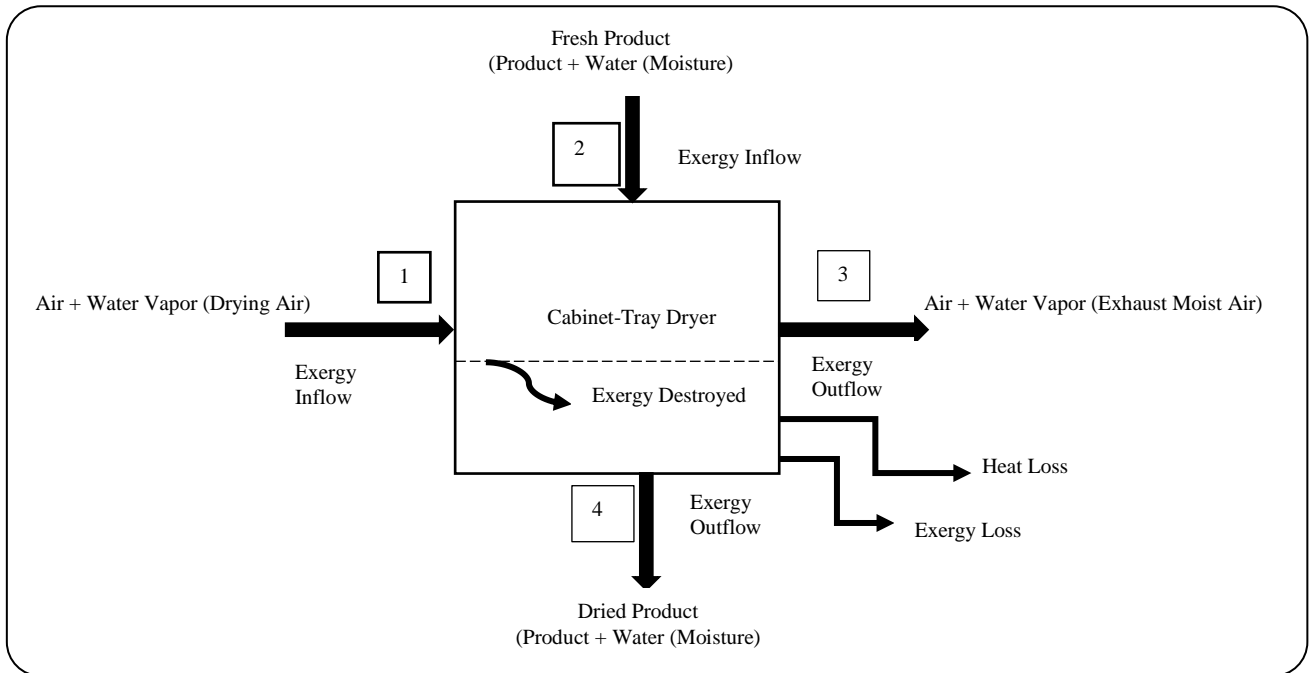 Fresh Product
(Product + Water (Moisture)
2
Exergy Inflow
1
3
Air + Water Vapor (Drying Air)
Cabinet-Tray Dryer
Air + Water Vapor (Exhaust Moist Air)
Exergy
Inflow
Exergy
Outflow
Exergy Destroyed
Heat Loss
4
Exergy
Outflow
Exergy Loss
Dried Product
(Product + Water (Moisture)